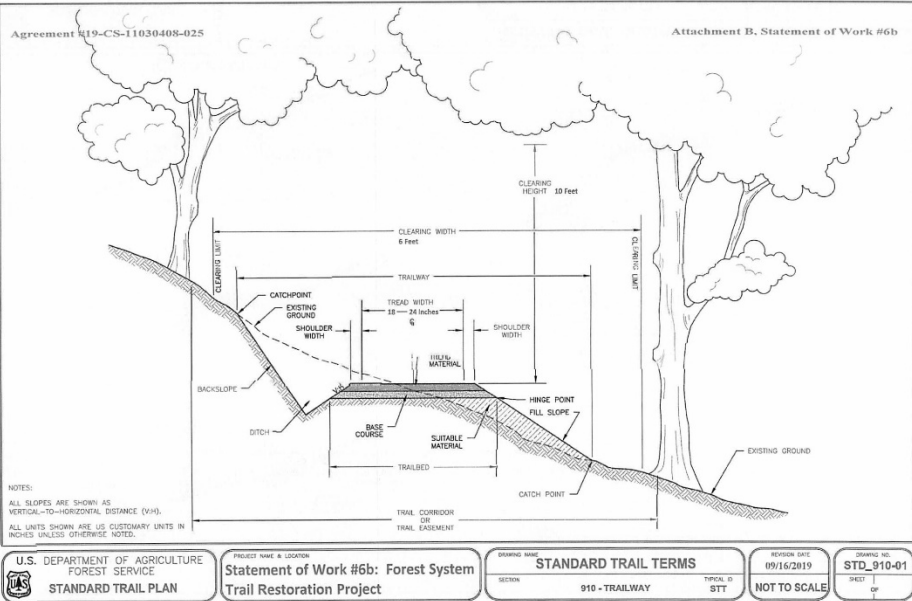 Agreement #19-CS-11030408-025
Attachment B, Statement of Work #6b
CLEARING
HEIGHT 10 Feet
CLEARING WIDTH
6 Feet
CLEARING LIMIT
CLEARING LIMIT
TRAILWAY
CATCHPOINT
EXISTING
GROUND
TREAD WIDTH
18 — 24 inches
SHOULDER
WIDTH
SHOULDER
WIDTH
MATERIAL
BACKSLOPE
V:H
HINGE POINT
FILL SLOPE
DITCH
BASE
COURSE
SUITABLE
MATERIAL
TRAILBED
EXISTING GROUND
CATCH POINT
TRAIL CORRIDOR
OR
TRAIL EASEMENT
NOTES:
ALL SLOPES ARE SHOWN AS
VERTICAL-TO-HORIZONTAL DISTANCE (V:H).
ALL UNITS SHOWN ARE US CUSTOMARY UNITS IN
INCHES UNLESS OTHERWISE NOTED.
U.S. DEPARTMENT OF AGRICULTURE
FOREST SERVICE
STANDARD TRAIL PLAN
UAS
PROJECT NAME & LOCATION
Statement of Work #6b: Forest System
Trail Restoration Project
DRAWING NAME
STANDARD TRAIL TERMS
SECTION
910 - TRAILWAY
TYPICAL ID
STT
REVISION DATE
09/16/2019
NOT TO SCALE
DRAWING NO.
STD_910-01
SHEET
OF